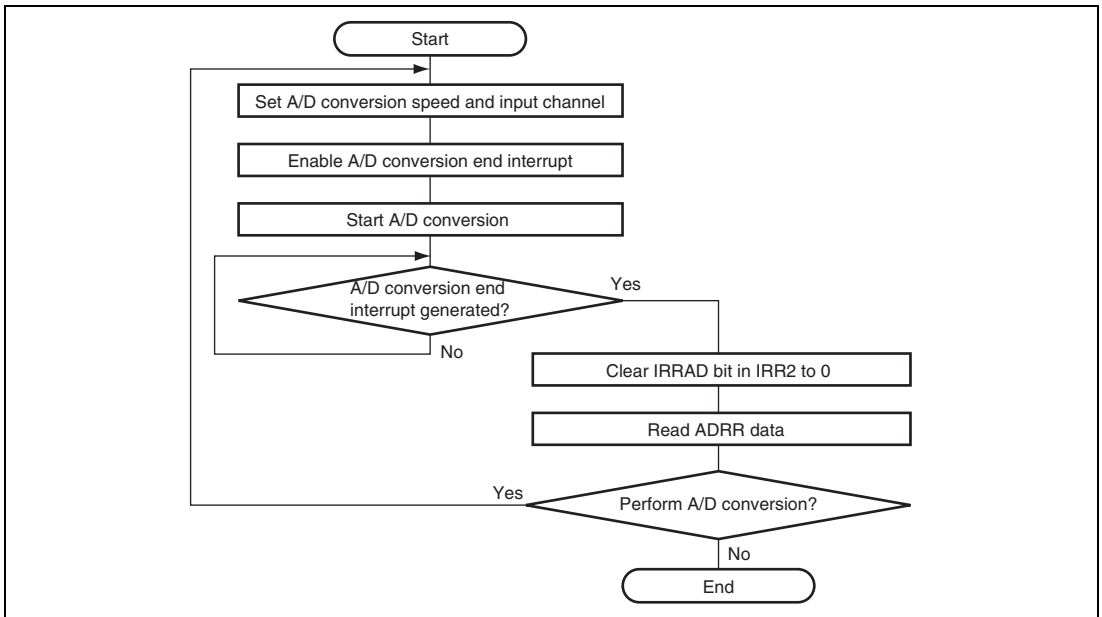 Start
Set A/D conversion speed and input channel
Enable A/D conversion end interrupt
Start A/D conversion
A/D conversion end
interrupt generated?
Yes
No
Clear IRRAD bit in IRR2 to 0
Read ADRR data
Yes
Perform A/D conversion?
No
End